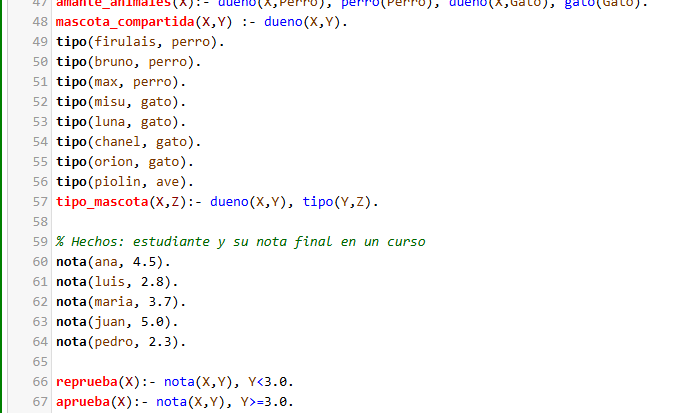 47 amante_animales(X):- dueno(X,Perro), perro(Perro), dueno(X,Gato), gato(Gato).
48 mascota_compartida(X,Y) :- dueno(X,Y).
49 tipo(firulais, perro).
50 tipo(bruno, perro).
51 tipo(max, perro).
52 tipo(misu, gato).
53 tipo(luna, gato).
54 tipo(chanel, gato).
55 tipo(orion, gato).
56 tipo(piolin, ave).
57 tipo_mascota(X,Z):- dueno(X,Y), tipo(Y,Z).
58
59 % Hechos: estudiante y su nota final en un curso
60 nota(ana, 4.5).
61 nota(luis, 2.8).
62 nota(maria, 3.7).
63 nota(juan, 5.0).
64 nota(pedro, 2.3).
65
66 reprueba(X):- nota(X,Y), Y<3.0.
67 aprueba(X):- nota(X,Y), Y>=3.0.